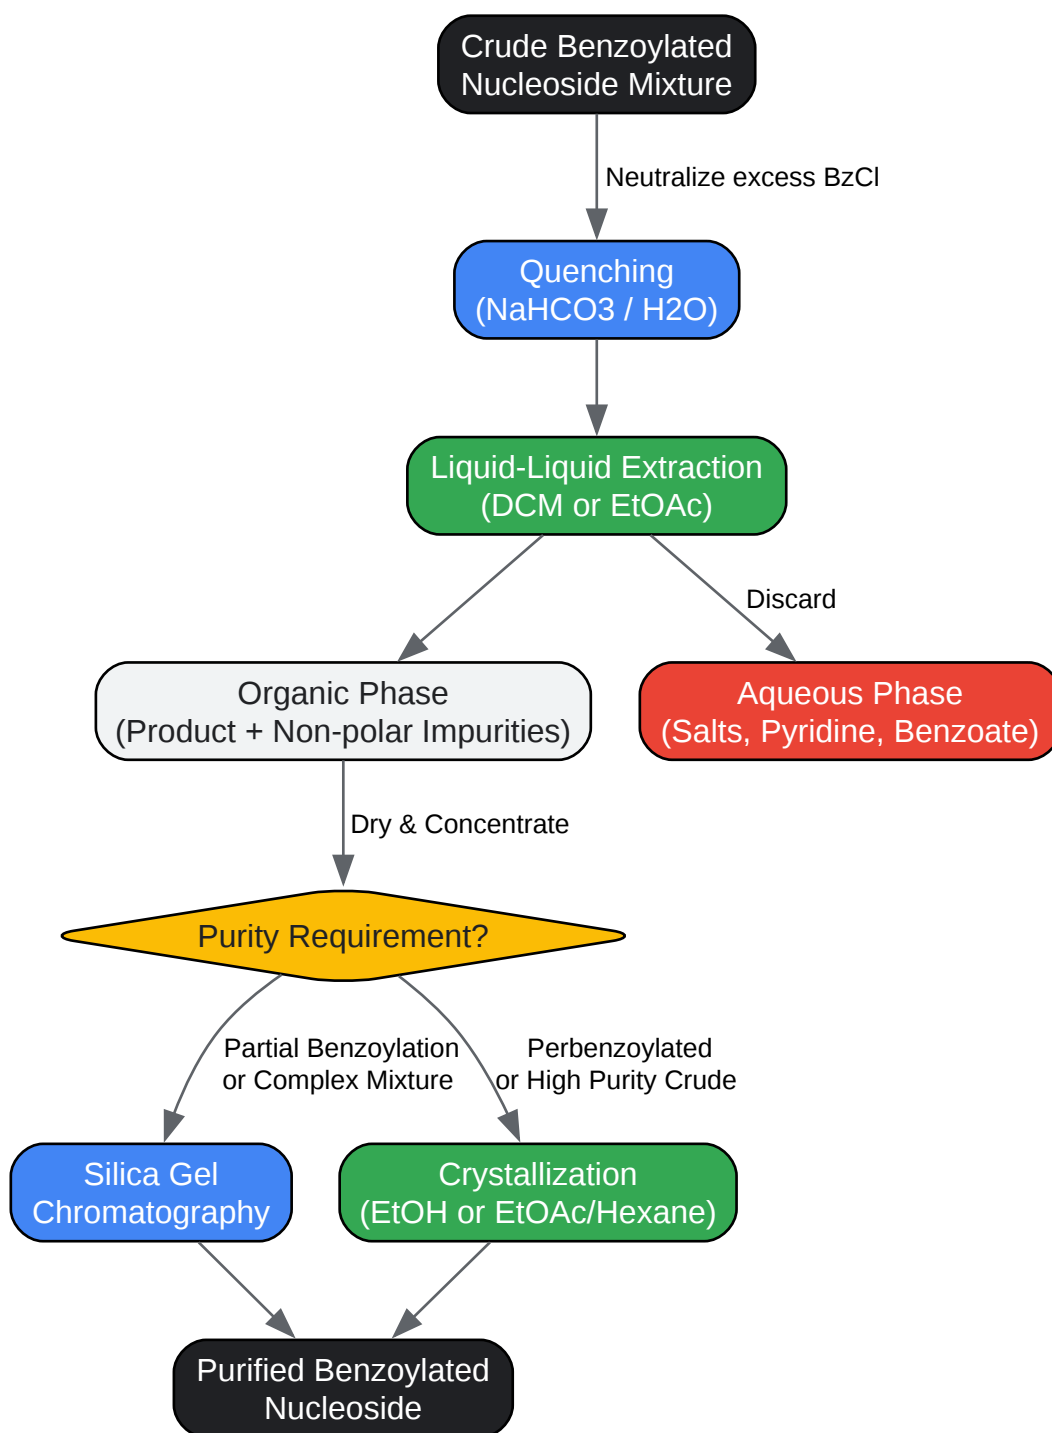 Crude Benzoylated
Nucleoside Mixture
Neutralize excess BzCl
Quenching
(NaHCO3 / H2O)
Liquid-Liquid Extraction
(DCM or EtOAc)
Discard
Organic Phase
(Product + Non-polar Impurities)
Aqueous Phase
(Salts, Pyridine, Benzoate)
Dry & Concentrate
Purity Requirement?
Partial Benzoylation
or Complex Mixture
Perbenzoylated
or High Purity Crude
Silica Gel
Chromatography
Crystallization
(EtOH or EtOAc/Hexane)
Purified Benzoylated
Nucleoside